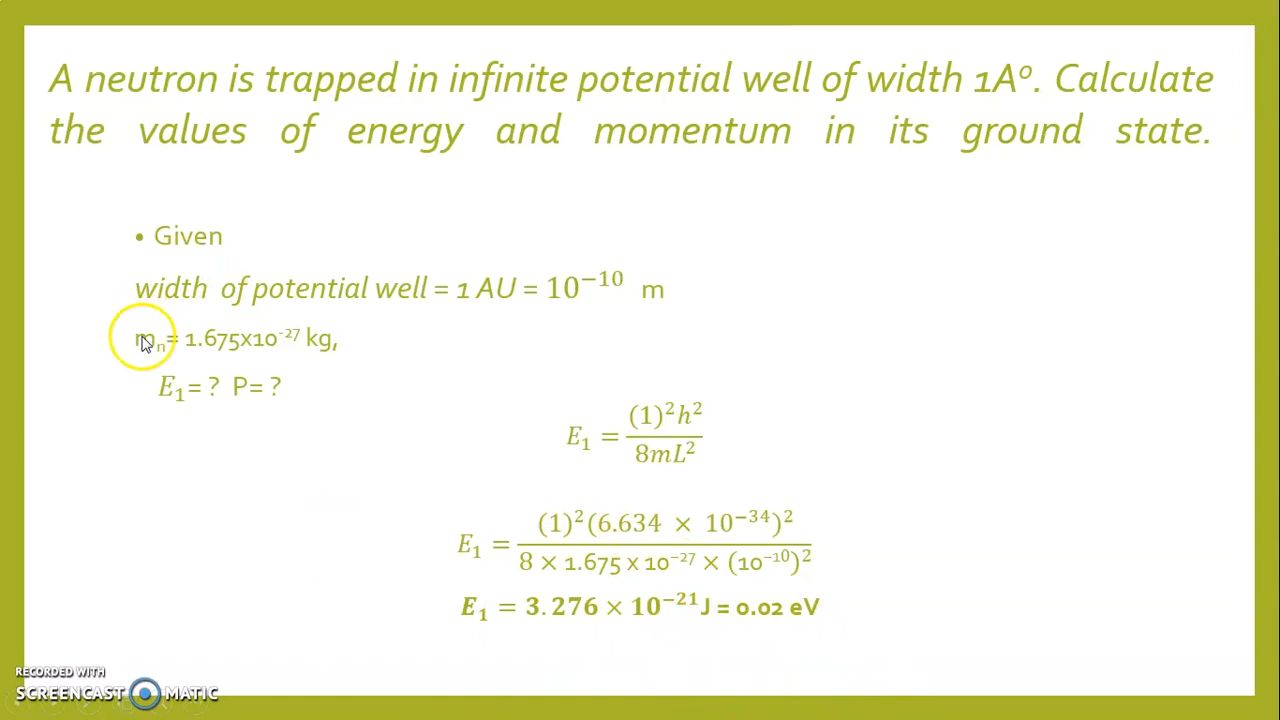 A neutron is trapped in infinite potential well of width 1Aº. Calculate
the values of energy and momentum in its ground state.
• Given
width of potential well = 1 AU = 10⁻¹⁰ m
mₙ= 1.675x10⁻²⁷ kg,
E₁= ? P= ?
E₁ = (1)²h² / 8mL²
E₁ = (1)²(6.634 × 10⁻³⁴)² / 8 × 1.675 x 10⁻²⁷ × (10⁻¹⁰)²
E₁ = 3.276 × 10⁻²¹J = 0.02 eV
RECORDED WITH
SCREENCAST MATIC